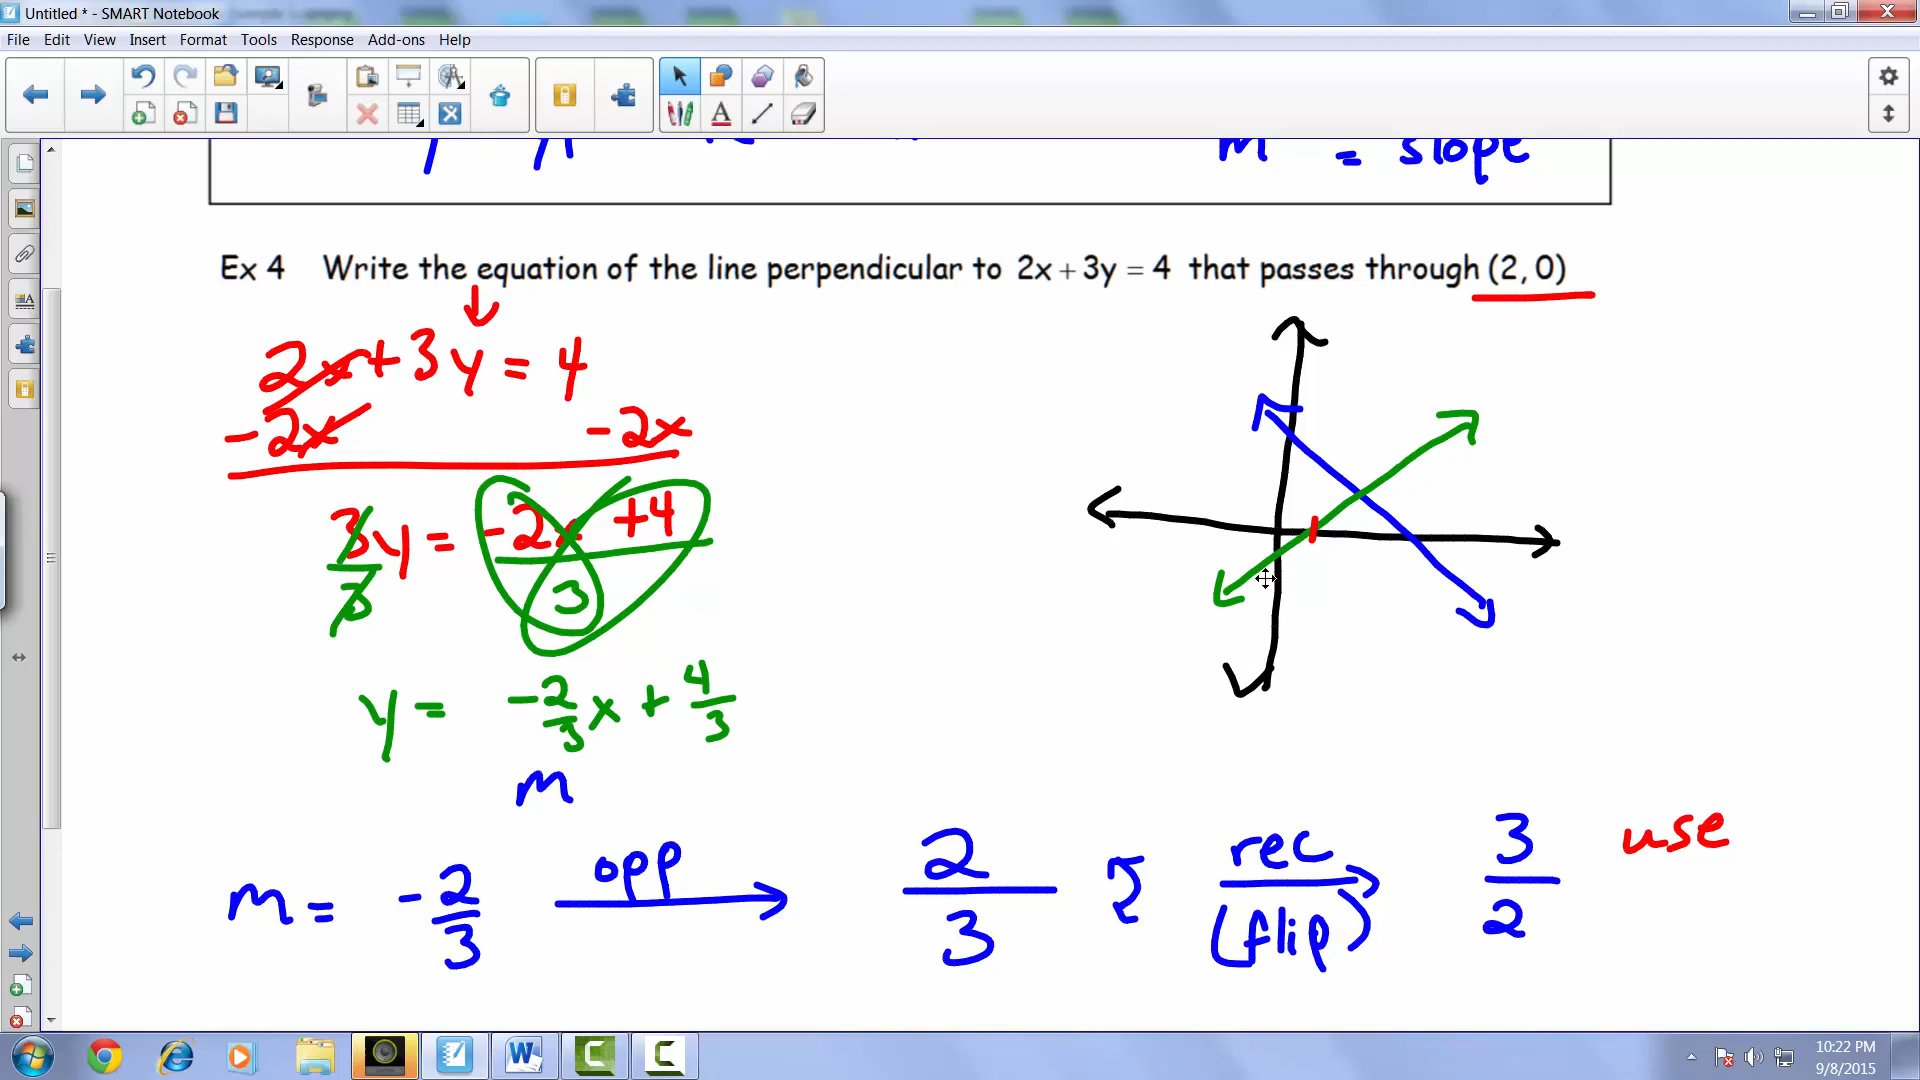 Untitled * - SMART Notebook
File Edit View Insert Format Tools Response Add-ons Help
m = slope
Ex 4 Write the equation of the line perpendicular to 2x + 3y = 4 that passes through (2, 0)
2x + 3y = 4
-2x -2x
3y = -2x +4
3 3
y = -2/3 x + 4/3
m
m = -2/3 opp 2/3 rec (flip) 3/2 use
10:22 PM
9/8/2015